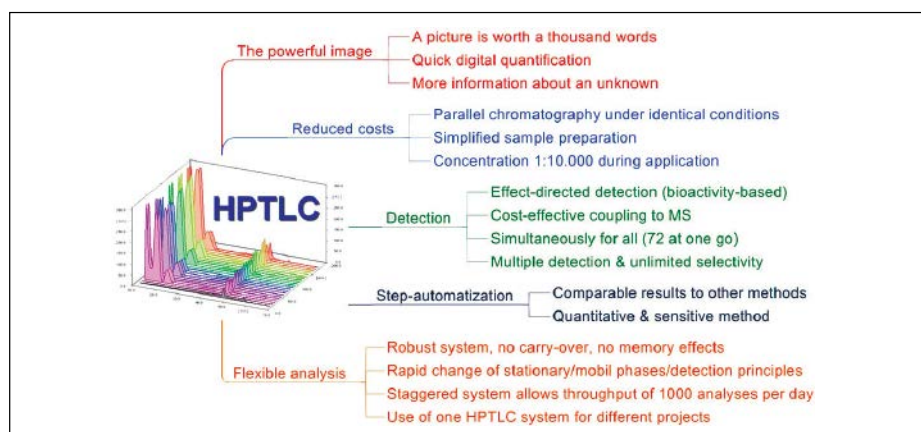 The powerful image
A picture is worth a thousand words
Quick digital quantification
More information about an unknown
Reduced costs
Parallel chromatography under identical conditions
Simplified sample preparation
Concentration 1:10.000 during application
HPTLC
Detection
Effect-directed detection (bioactivity-based)
Cost-effective coupling to MS
Simultaneously for all (72 at one go)
Multiple detection & unlimited selectivity
Step-automatization
Comparable results to other methods
Quantitative & sensitive method
Flexible analysis
Robust system, no carry-over, no memory effects
Rapid change of stationary/mobil phases/detection principles
Staggered system allows throughput of 1000 analyses per day
Use of one HPTLC system for different projects